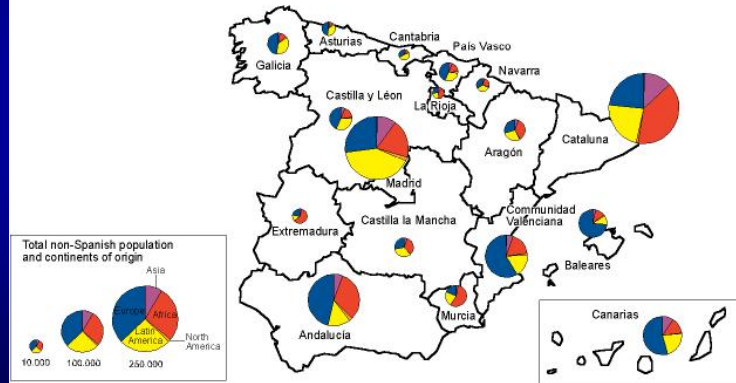 Cantabria
Asturias
País Vasco
Galicia
Navarra
Castilla y Léon
La Rioja
Cataluna
Aragón
Madrid
Communidad
Valenciana
Castilla la Mancha
Extremadura
Baleares
Murcia
Andalucía
Canarias
Total non-Spanish population
and continents of origin
Asia
Europe
Africa
Latin
America
North
America
10.000
100.000
250.000